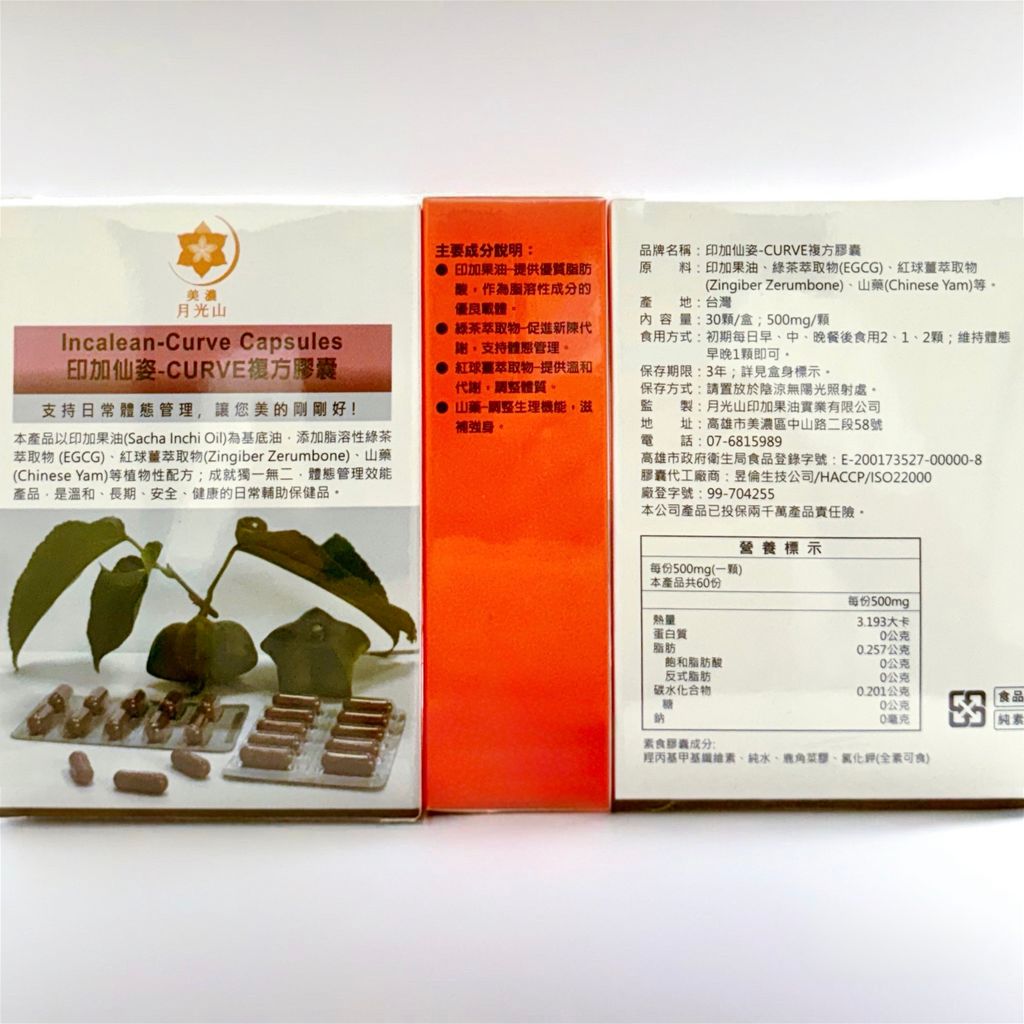 美濃
月光山
Incalean-Curve Capsules
印加仙姿-CURVE複方膠囊
支持日常體態管理, 讓您美的剛剛好!
本產品以印加果油(Sacha Inchi Oil)為基底油，添加脂溶性綠茶
萃取物 (EGCG)、紅球薑萃取物(Zingiber Zerumbone)、山藥
(Chinese Yam)等植物性配方；成就獨一無二，體態管理效能
產品，是溫和、長期、安全、健康的日常輔助保健品。
主要成分說明：
● 印加果油-提供優質脂肪
酸，作為脂溶性成分的
優良載體。
● 綠茶萃取物-促進新陳代
謝，支持體態管理。
● 紅球薑萃取物-提供溫和
代謝，調整體質。
● 山藥-調整生理機能，滋
補強身。
品牌名稱：印加仙姿-CURVE複方膠囊
原 料：印加果油、綠茶萃取物(EGCG)、紅球薑萃取物
(Zingiber Zerumbone)、山藥(Chinese Yam)等。
產 地：台灣
內 容 量：30顆/盒；500mg/顆
食用方式：初期每日早、中、晚餐後食用2、1、2顆；維持體態
早晚1顆即可。
保存期限：3年；詳見盒身標示。
保存方式：請置放於陰涼無陽光照射處。
監 製：月光山印加果油實業有限公司
地 址：高雄市美濃區中山路二段58號
電 話：07-6815989
高雄市政府衛生局食品登錄字號：E-200173527-00000-8
膠囊代工廠商：昱倫生技公司/HACCP/ISO22000
廠登字號：99-704255
本公司產品已投保兩千萬產品責任險。
營養標示
每份500mg(一顆)
本產品共60份
每份500mg
熱量 3.193大卡
蛋白質 0公克
脂肪 0.257公克
飽和脂肪酸 0公克
反式脂肪 0公克
碳水化合物 0.201公克
糖 0公克
鈉 0毫克
食品
純素
素食膠囊成分:
羥丙基甲基纖維素、純水、鹿角菜膠、氯化鉀(全素可食)